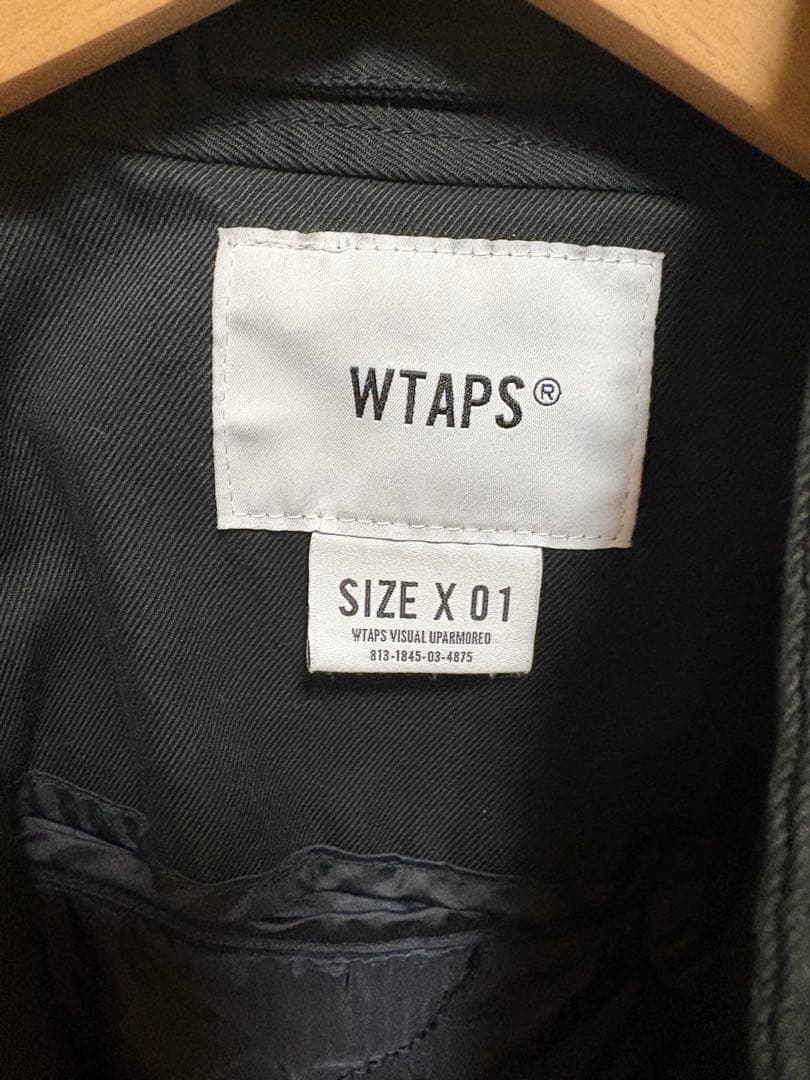 WTAPS®
SIZE X 01
WTAPS VISUAL UPARMORED
813-1845-03-4875